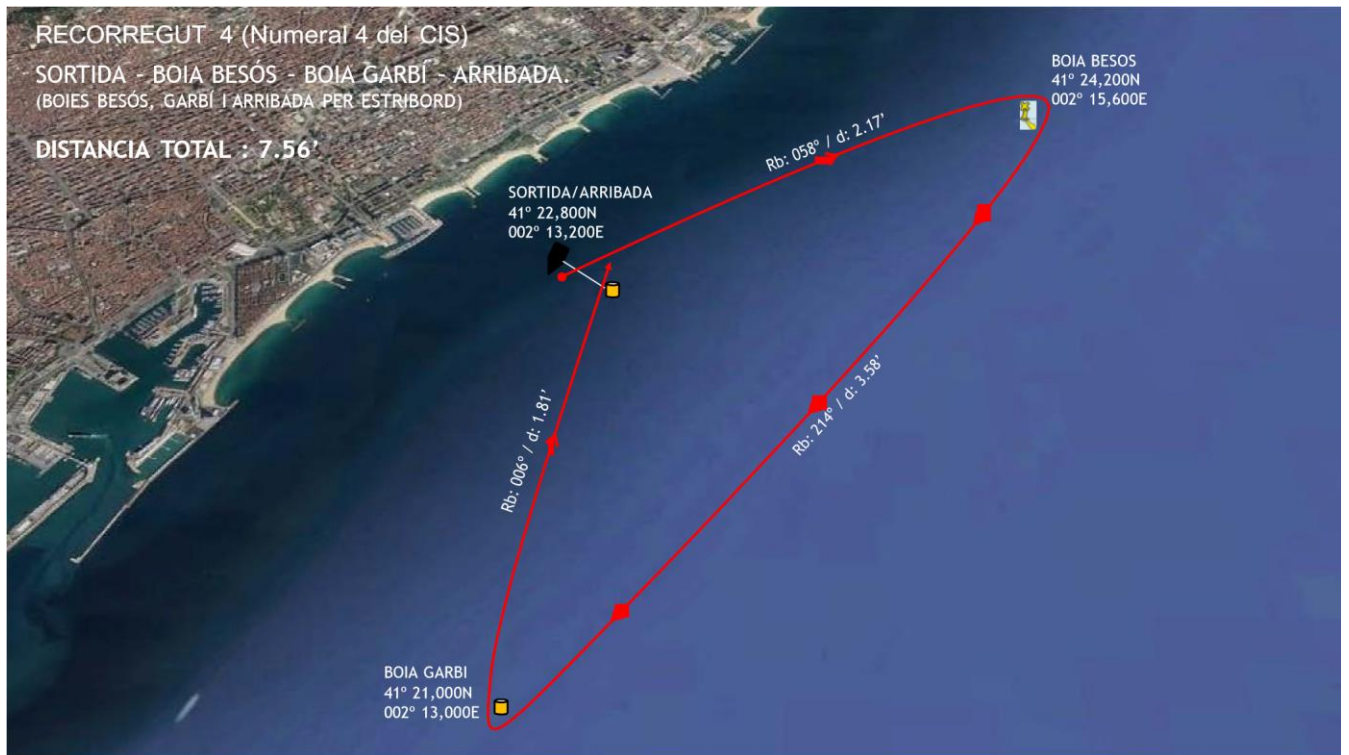 RECORREGUT 4 (Numeral 4 del CIS)
SORTIDA - BOIA BESÓS - BOIA GARBÍ - ARRIBADA.
(BOIES BESÓS, GARBÍ I ARRIBADA PER ESTRIBORD)
DISTANCIA TOTAL : 7.56’
BOIA BESOS
41º 24,200N
002º 15,600E
Rb: 058º / d: 2.17’
SORTIDA/ARRIBADA
41º 22,800N
002º 13,200E
Rb: 214º / d: 3.58’
Rb: 006º / d: 1.81’
BOIA GARBI
41º 21,000N
002º 13,000E